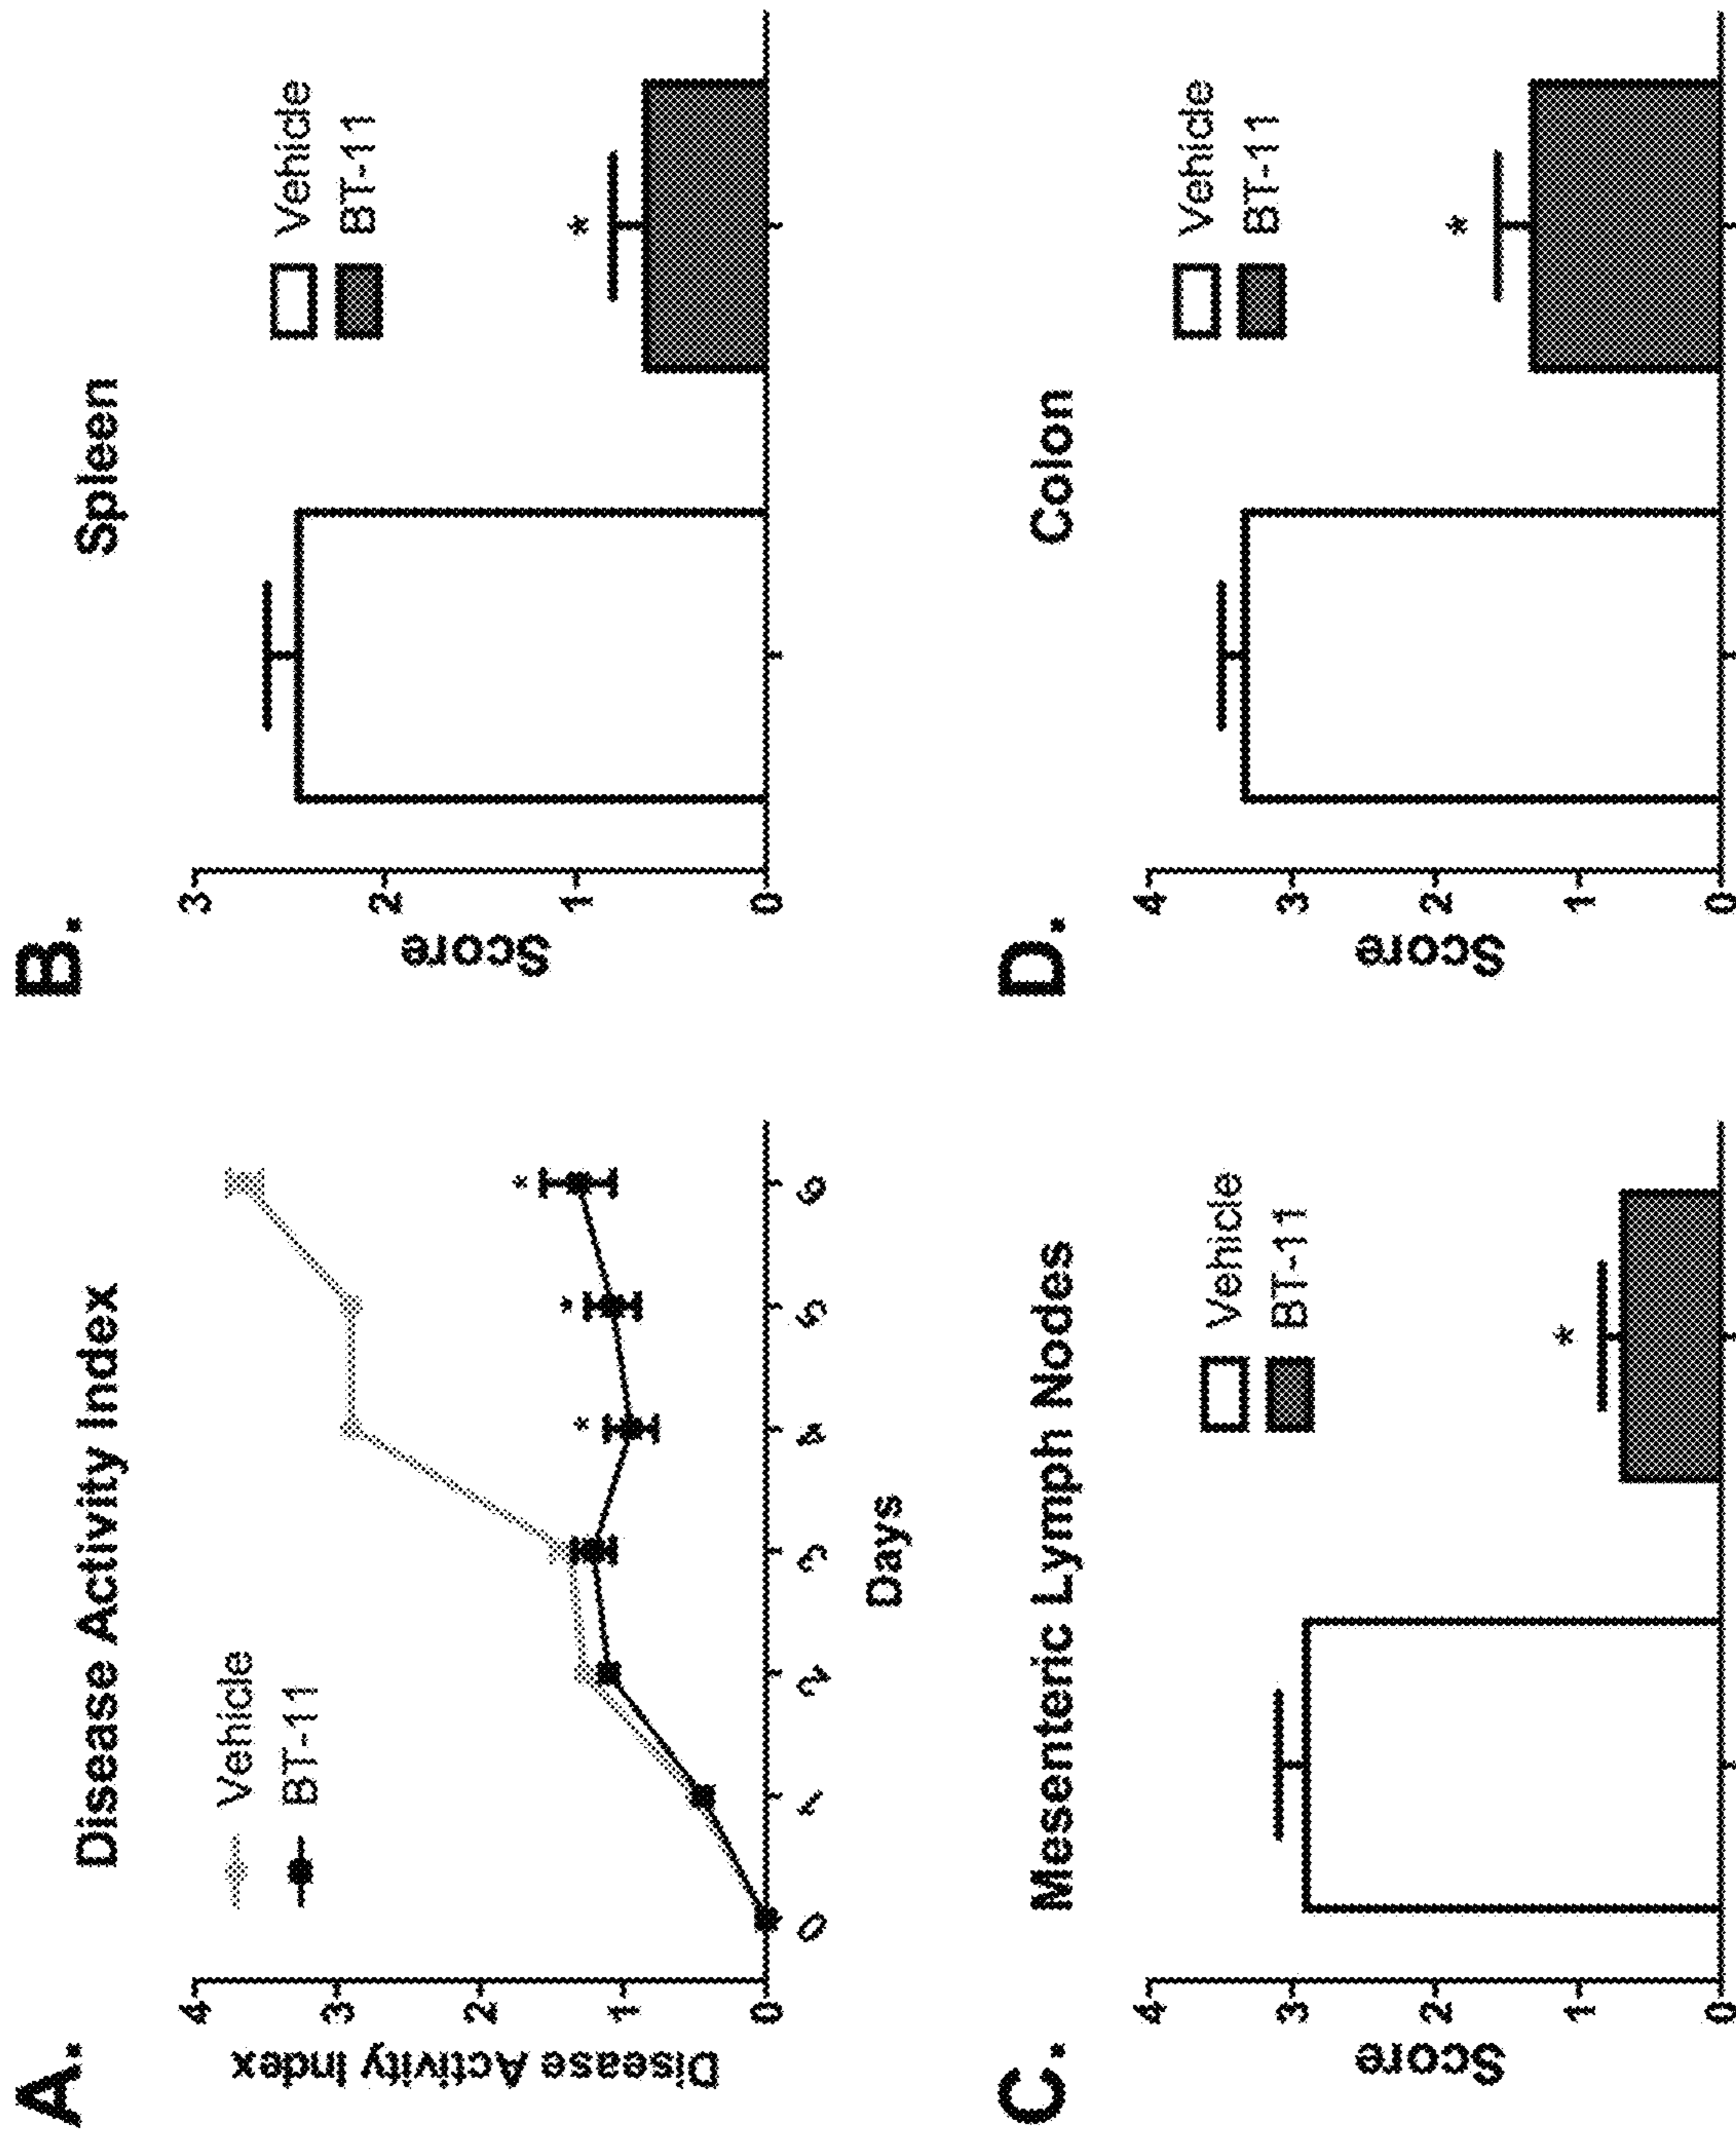 A.
Disease Activity Index
Vehicle
BT-11
Disease Activity Index
4
3
2
1
0
0 1 2 3 4 5 6
Days
*
*
*
B.
Spleen
Vehicle
BT-11
Score
3
2
1
0
*
C.
Mesenteric Lymph Nodes
Vehicle
BT-11
Score
4
3
2
1
0
*
D.
Colon
Vehicle
BT-11
Score
4
3
2
1
0
*